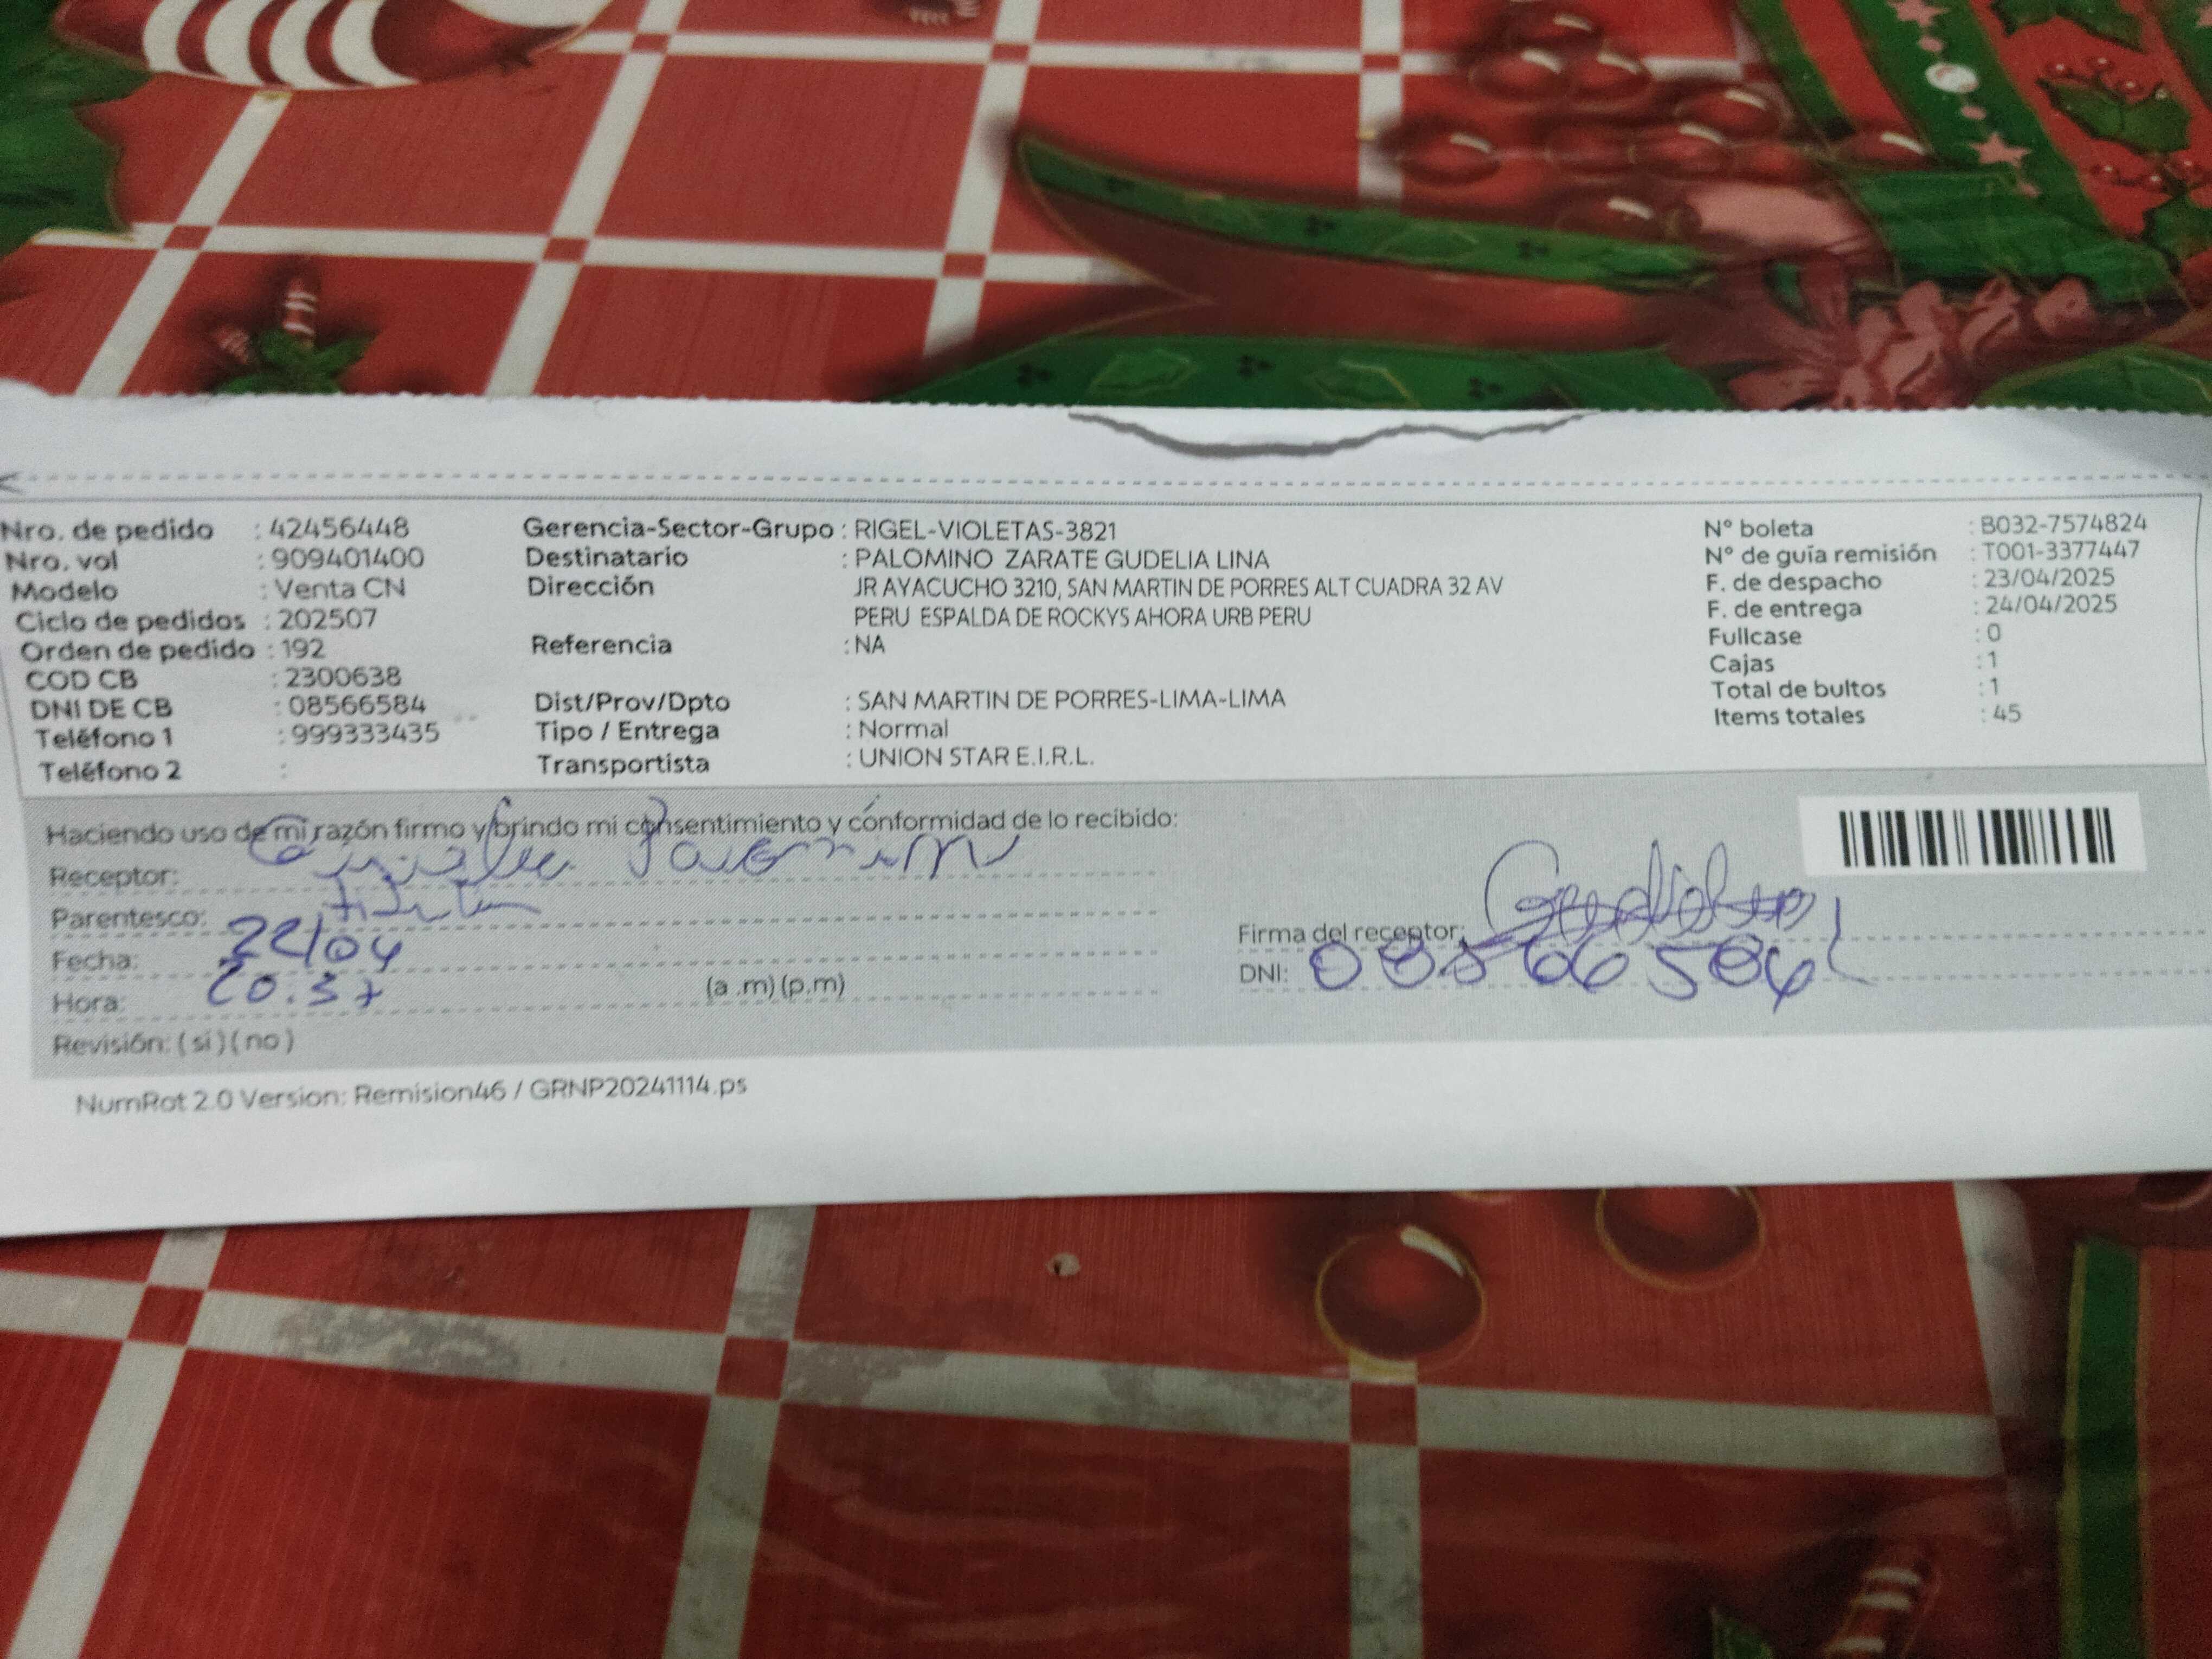 Nro. de pedido : 42456448 Gerencia-Sector-Grupo : RIGEL-VIOLETAS-3821 N° boleta : B032-7574824
Nro. vol : 909401400 Destinatario : PALOMINO ZARATE GUDELIA LINA N° de guía remisión : T001-3377447
Modelo : Venta CN Dirección JR AYACUCHO 3210, SAN MARTIN DE PORRES ALT CUADRA 32 AV F. de despacho : 23/04/2025
Ciclo de pedidos : 202507 PERU ESPALDA DE ROCKYS AHORA URB PERU F. de entrega : 24/04/2025
Orden de pedido : 192 Referencia : NA Fullcase : 0
COD CB : 2300638 Cajas : 1
DNI DE CB : 08566584 Dist/Prov/Dpto : SAN MARTIN DE PORRES-LIMA-LIMA Total de bultos : 1
Teléfono 1 : 999333435 Tipo / Entrega : Normal Items totales : 45
Teléfono 2 : Transportista : UNION STAR E.I.R.L.
Haciendo uso de mi razón firmo y brindo mi consentimiento y conformidad de lo recibido:
Receptor:
Parentesco:
Firma del receptor:
Fecha: /04
Hora: (a .m) (p.m)
DNI: 08566584
Revisión: ( si ) ( no )
NumRot 2.0 Version: Remision46 / GRNP20241114.ps